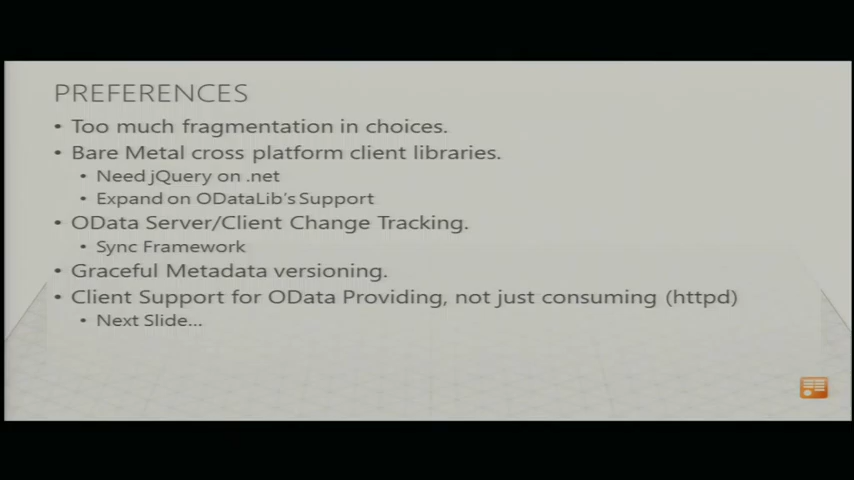 PREFERENCES
• Too much fragmentation in choices.
• Bare Metal cross platform client libraries.
• Need jQuery on .net
• Expand on ODataLib's Support
• OData Server/Client Change Tracking.
• Sync Framework
• Graceful Metadata versioning.
• Client Support for OData Providing, not just consuming (httpd)
• Next Slide...